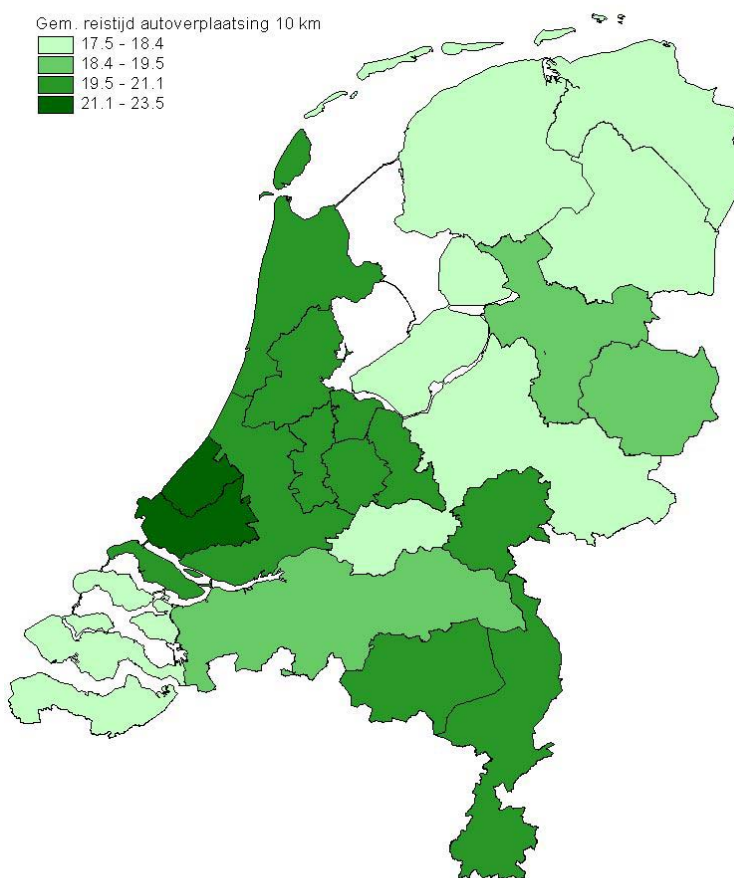 Gem. reistijd autoverplaatsing 10 km
17.5 - 18.4
18.4 - 19.5
19.5 - 21.1
21.1 - 23.5